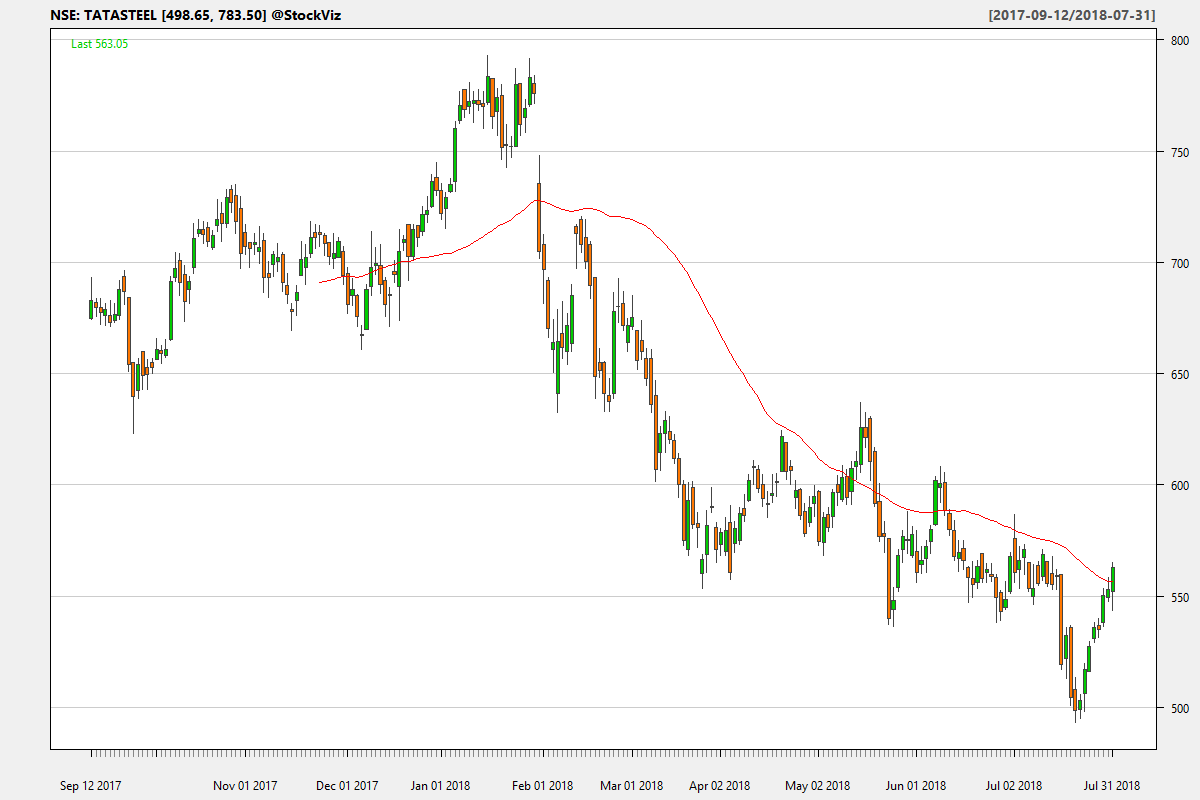 NSE: TATASTEEL [498.65, 783.50] @StockViz
[2017-09-12/2018-07-31]
Last 563.05
800
750
700
650
600
550
500
Sep 12 2017
Nov 01 2017
Dec 01 2017
Jan 01 2018
Feb 01 2018
Mar 01 2018
Apr 02 2018
May 02 2018
Jun 01 2018
Jul 02 2018
Jul 31 2018